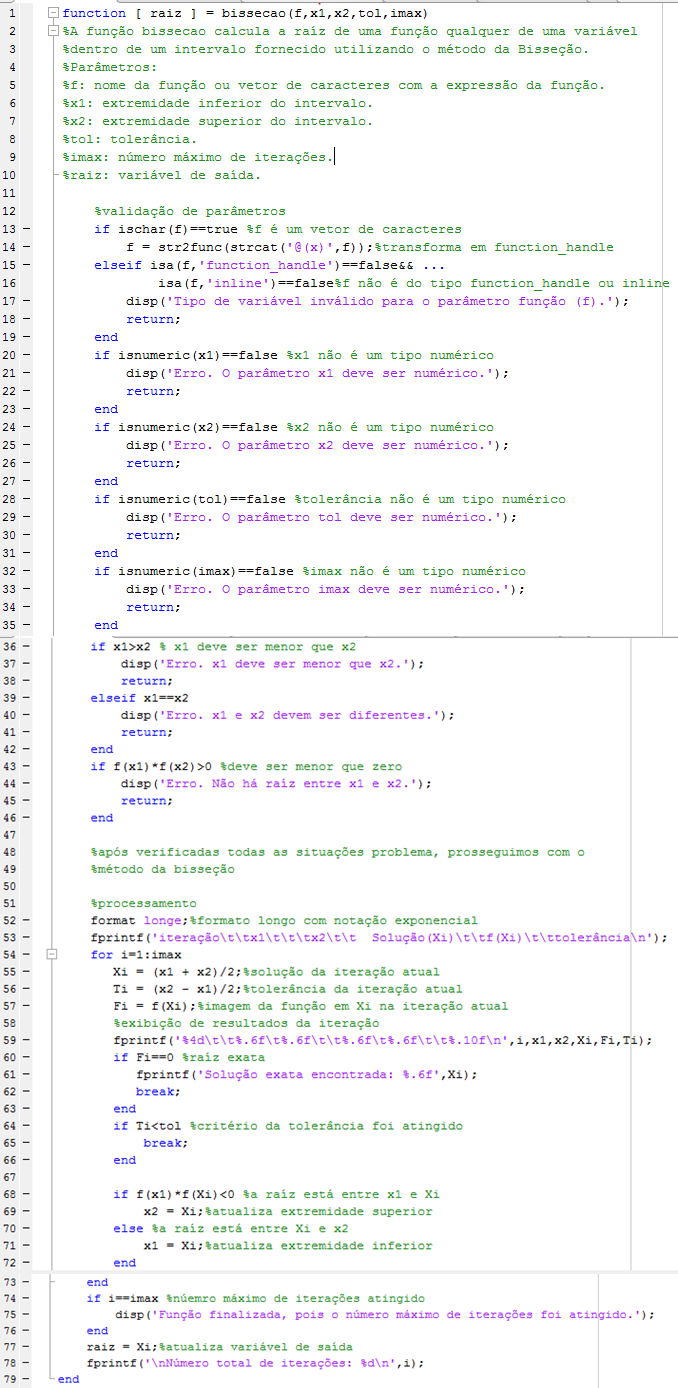 1 function [ raiz ] = bissecao(f,x1,x2,tol,imax)
2 %A função bissecao calcula a raíz de uma função qualquer de uma variável
3 %dentro de um intervalo fornecido utilizando o método da Bisseção.
4 %Parâmetros:
5 %f: nome da função ou vetor de caracteres com a expressão da função.
6 %x1: extremidade inferior do intervalo.
7 %x2: extremidade superior do intervalo.
8 %tol: tolerância.
9 %imax: número máximo de iterações.
10 %raiz: variável de saída.
11
12 %validação de parâmetros
13 - if ischar(f)==true %f é um vetor de caracteres
14 - f = str2func(strcat('@(x)',f));%transforma em function_handle
15 - elseif isa(f,'function_handle')==false&& ...
16 isa(f,'inline')==false%f não é do tipo function_handle ou inline
17 - disp('Tipo de variável inválido para o parâmetro função (f).');
18 - return;
19 - end
20 - if isnumeric(x1)==false %x1 não é um tipo numérico
21 - disp('Erro. O parâmetro x1 deve ser numérico.');
22 - return;
23 - end
24 - if isnumeric(x2)==false %x2 não é um tipo numérico
25 - disp('Erro. O parâmetro x2 deve ser numérico.');
26 - return;
27 - end
28 - if isnumeric(tol)==false %tolerância não é um tipo numérico
29 - disp('Erro. O parâmetro tol deve ser numérico.');
30 - return;
31 - end
32 - if isnumeric(imax)==false %imax não é um tipo numérico
33 - disp('Erro. O parâmetro imax deve ser numérico.');
34 - return;
35 - end
36 - if x1>x2 % x1 deve ser menor que x2
37 - disp('Erro. x1 deve ser menor que x2.');
38 - return;
39 - elseif x1==x2
40 - disp('Erro. x1 e x2 devem ser diferentes.');
41 - return;
42 - end
43 - if f(x1)*f(x2)>0 %deve ser menor que zero
44 - disp('Erro. Não há raíz entre x1 e x2.');
45 - return;
46 - end
47
48 %após verificadas todas as situações problema, prosseguimos com o
49 %método da bisseção
50
51 %processamento
52 - format longe;%formato longo com notação exponencial
53 - fprintf('iteração\t\tx1\t\t\tx2\t\t  Solução(Xi)\t\tf(Xi)\t\ttolerância\n');
54 - for i=1:imax
55 - Xi = (x1 + x2)/2;%solução da iteração atual
56 - Ti = (x2 - x1)/2;%tolerância da iteração atual
57 - Fi = f(Xi);%imagem da função em Xi na iteração atual
58 %exibição de resultados da iteração
59 - fprintf('%4d\t\t%.6f\t%.6f\t\t%.6f\t%.6f\t\t%.10f\n',i,x1,x2,Xi,Fi,Ti);
60 - if Fi==0 %raíz exata
61 - fprintf('Solução exata encontrada: %.6f',Xi);
62 - break;
63 - end
64 - if Ti<tol %critério da tolerância foi atingido
65 - break;
66 - end
67
68 - if f(x1)*f(Xi)<0 %a raíz está entre x1 e Xi
69 - x2 = Xi;%atualiza extremidade superior
70 - else %a raíz está entre Xi e x2
71 - x1 = Xi;%atualiza extremidade inferior
72 - end
73 - end
74 - if i==imax %núemro máximo de iterações atingido
75 - disp('Função finalizada, pois o número máximo de iterações foi atingido.');
76 - end
77 - raiz = Xi;%atualiza variável de saída
78 - fprintf('\nNúmero total de iterações: %d\n',i);
79 - end